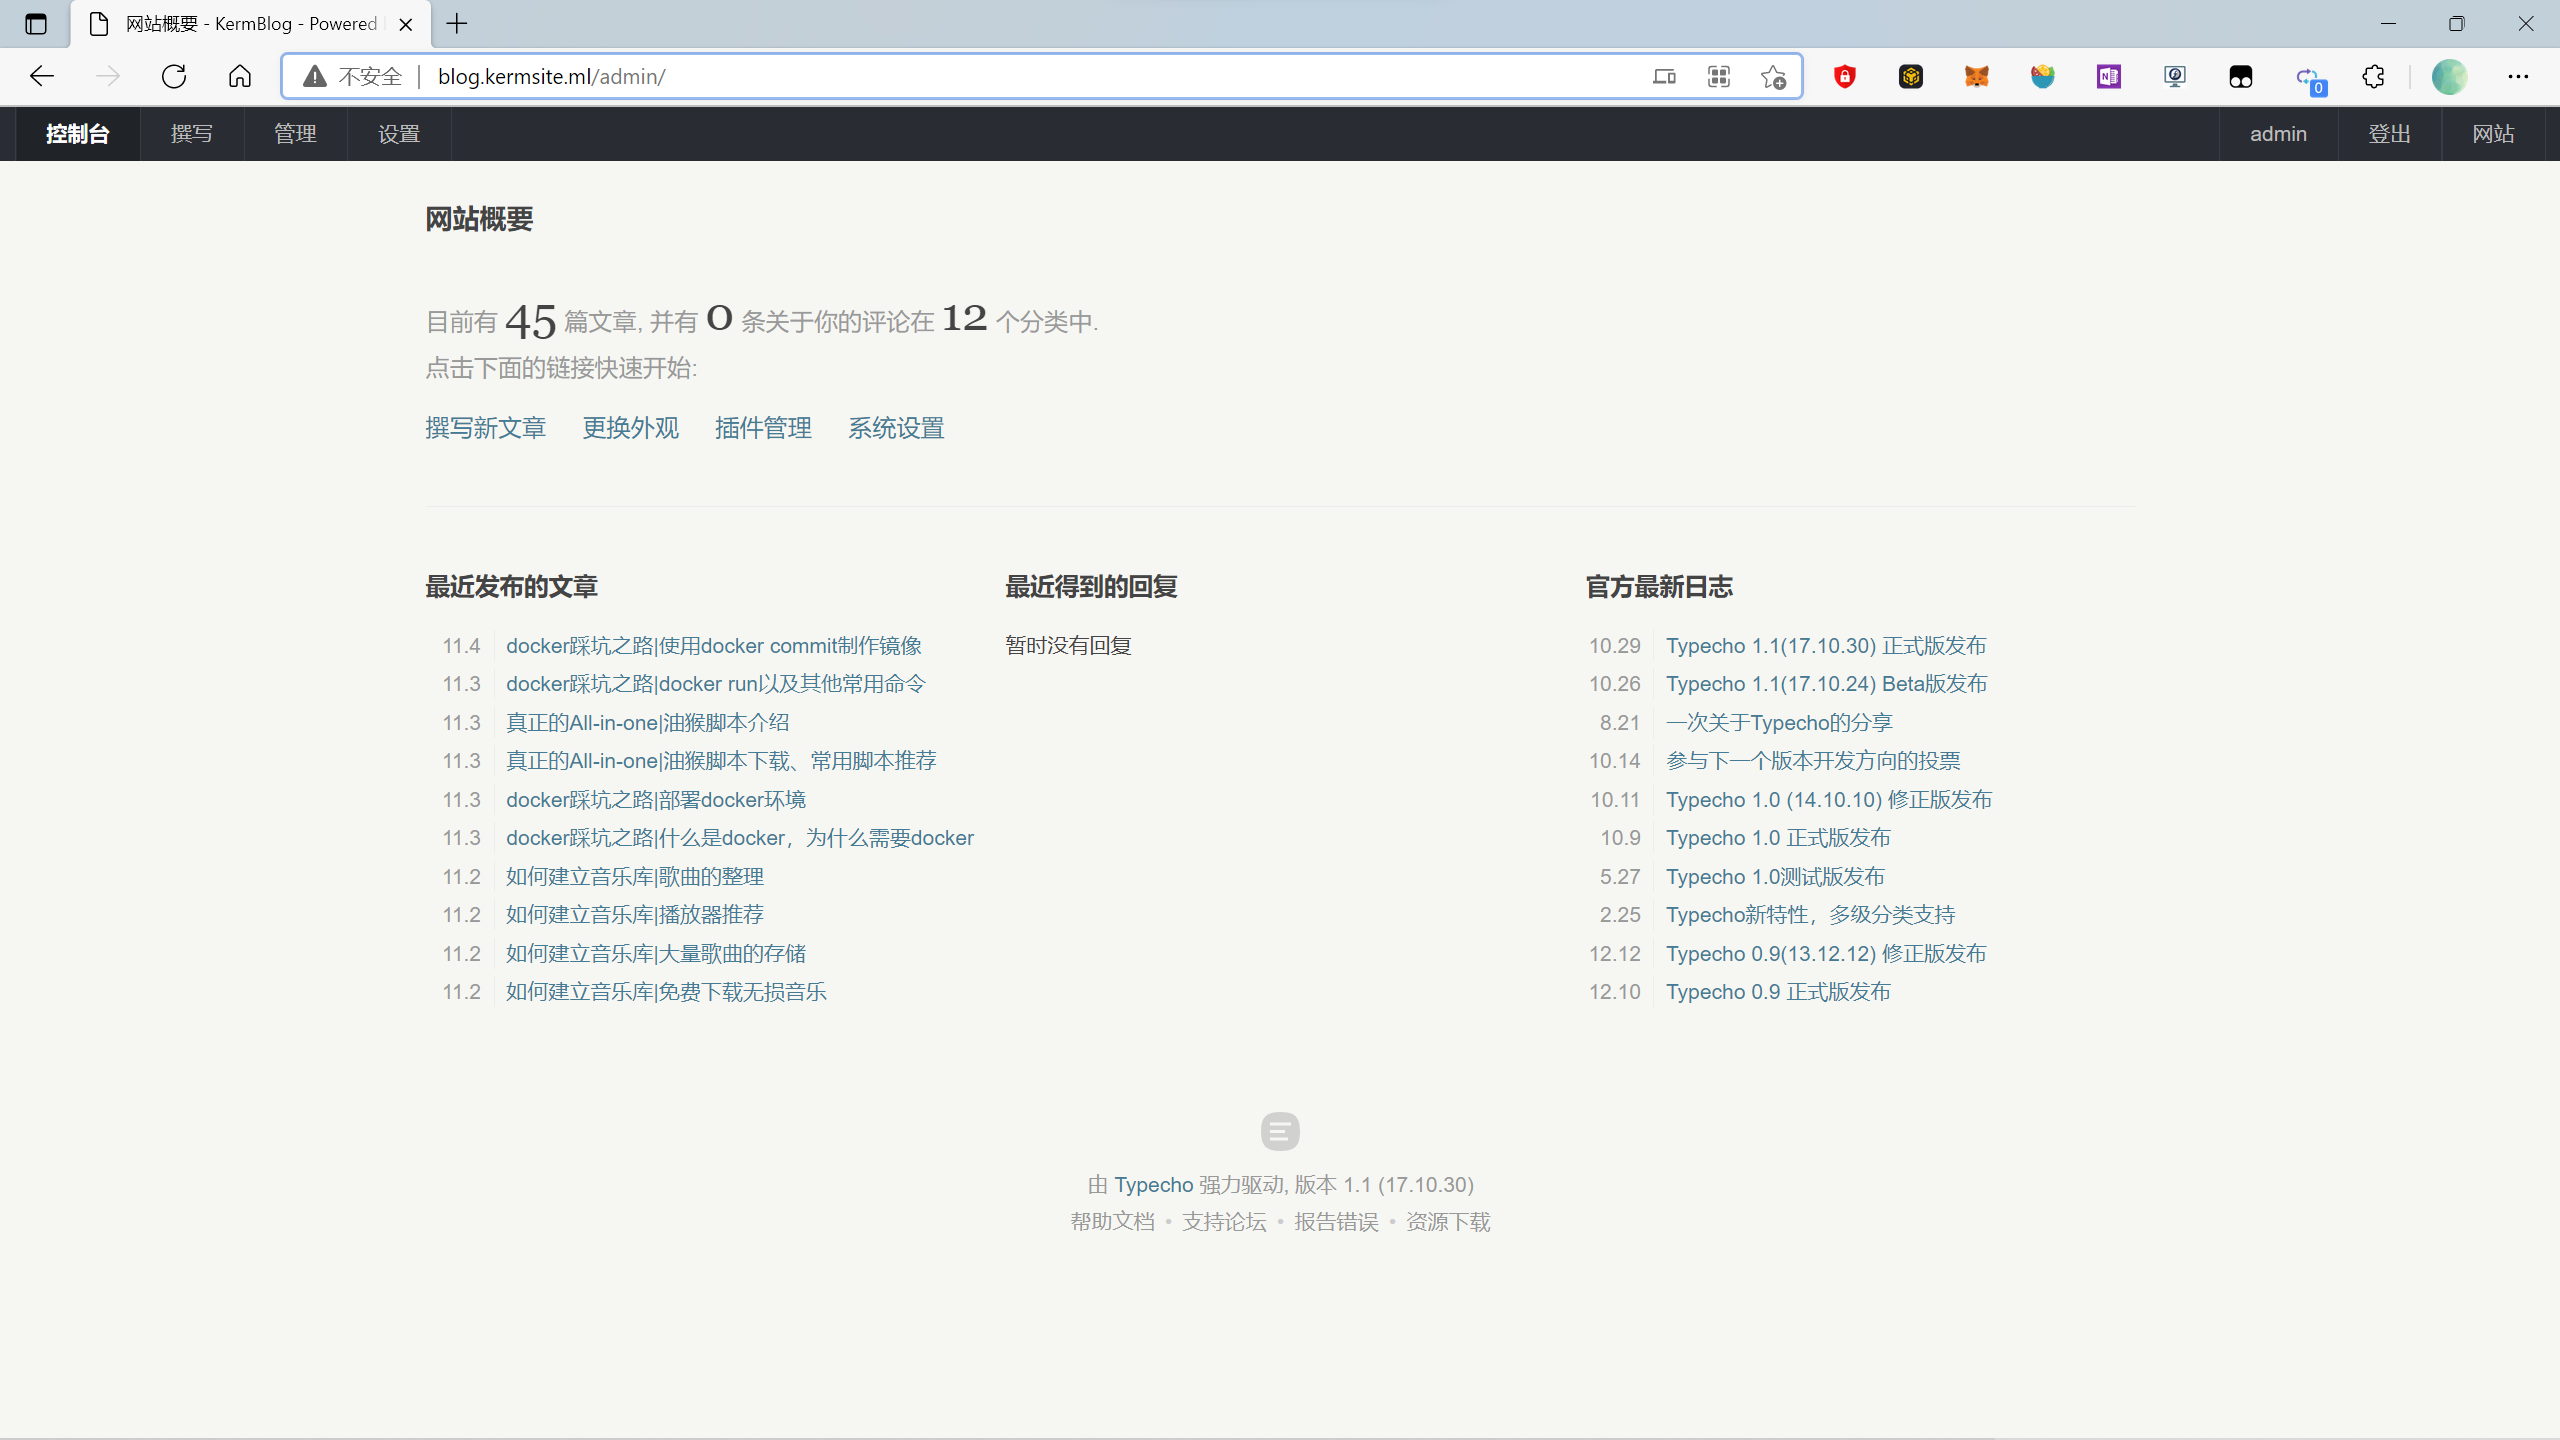 网站概要 - KermBlog - Powered
不安全 | blog.kermsite.ml/admin/
0
控制台 撰写 管理 设置 admin 登出 网站
网站概要
目前有 45 篇文章, 并有 0 条关于你的评论在 12 个分类中.
点击下面的链接快速开始:
撰写新文章 更换外观 插件管理 系统设置
最近发布的文章
11.4 docker踩坑之路|使用docker commit制作镜像
11.3 docker踩坑之路|docker run以及其他常用命令
11.3 真正的All-in-one|油猴脚本介绍
11.3 真正的All-in-one|油猴脚本下载、常用脚本推荐
11.3 docker踩坑之路|部署docker环境
11.3 docker踩坑之路|什么是docker，为什么需要docker
11.2 如何建立音乐库|歌曲的整理
11.2 如何建立音乐库|播放器推荐
11.2 如何建立音乐库|大量歌曲的存储
11.2 如何建立音乐库|免费下载无损音乐
最近得到的回复
暂时没有回复
官方最新日志
10.29 Typecho 1.1(17.10.30) 正式版发布
10.26 Typecho 1.1(17.10.24) Beta版发布
8.21 一次关于Typecho的分享
10.14 参与下一个版本开发方向的投票
10.11 Typecho 1.0 (14.10.10) 修正版发布
10.9 Typecho 1.0 正式版发布
5.27 Typecho 1.0测试版发布
2.25 Typecho新特性，多级分类支持
12.12 Typecho 0.9(13.12.12) 修正版发布
12.10 Typecho 0.9 正式版发布
由 Typecho 强力驱动, 版本 1.1 (17.10.30)
帮助文档 • 支持论坛 • 报告错误 • 资源下载